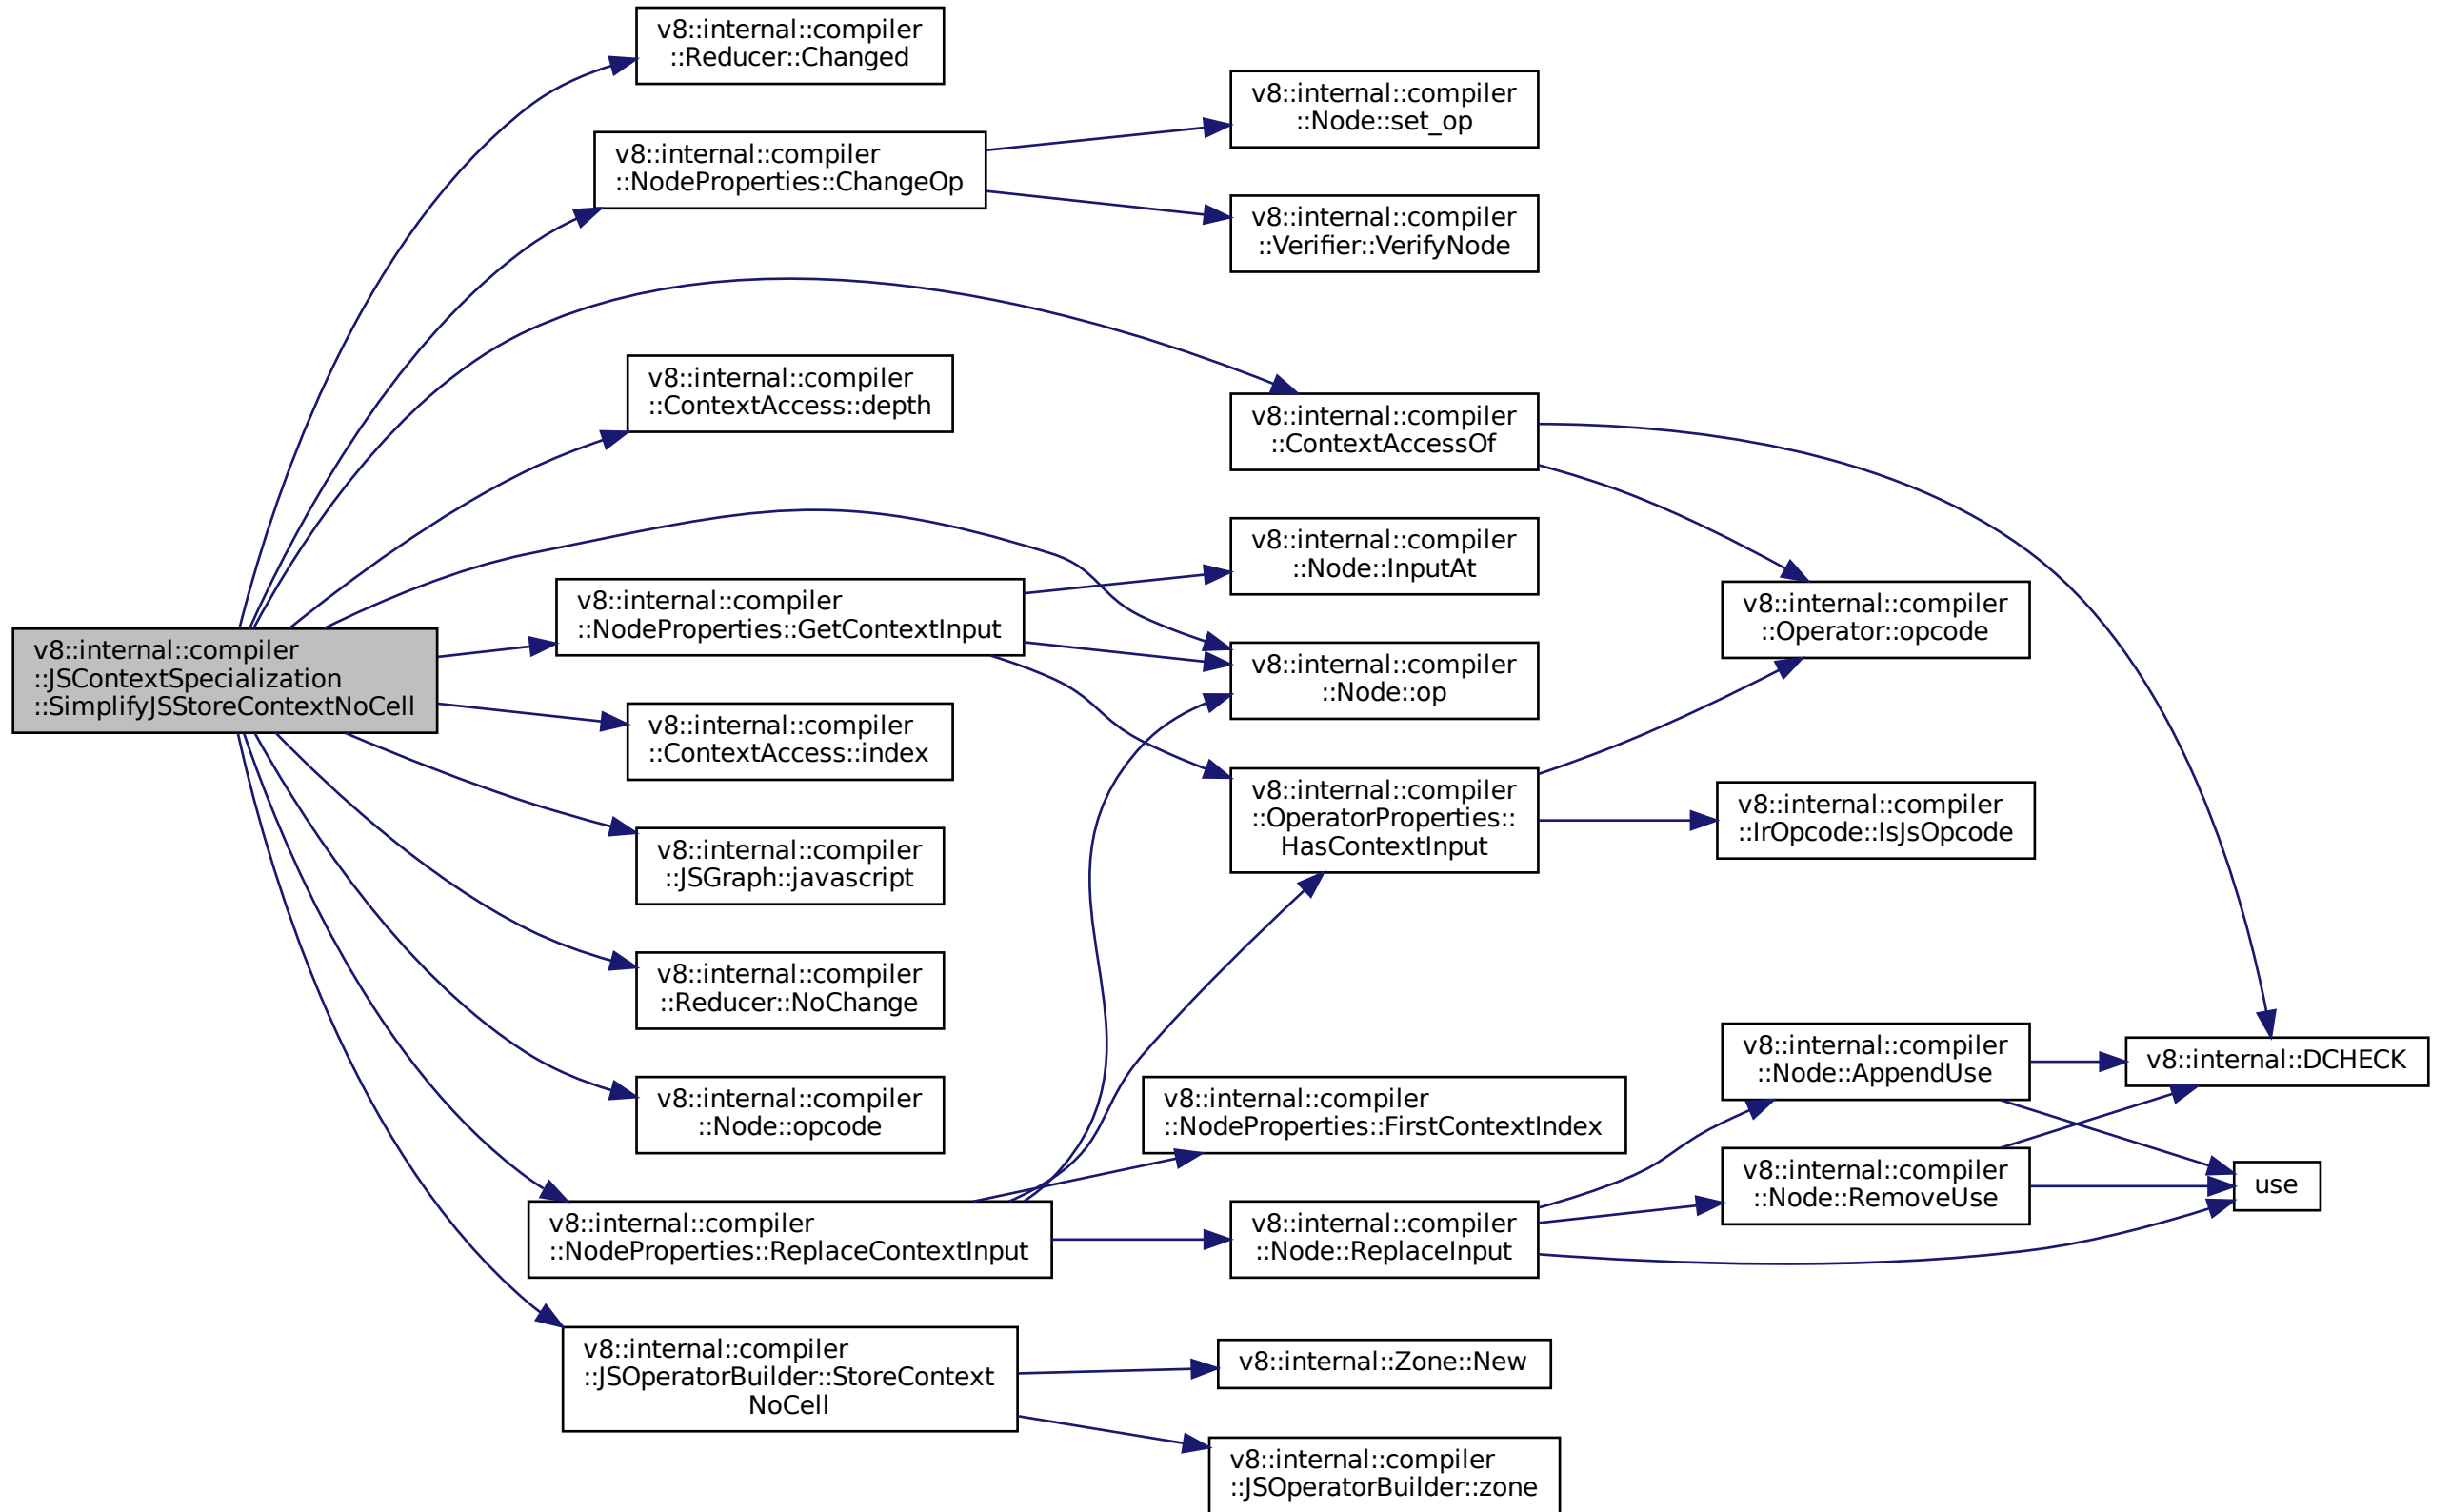 v8::internal::compiler
::JSContextSpecialization
::SimplifyJSStoreContextNoCell
v8::internal::compiler
::Reducer::Changed
v8::internal::compiler
::NodeProperties::ChangeOp
v8::internal::compiler
::ContextAccess::depth
v8::internal::compiler
::NodeProperties::GetContextInput
v8::internal::compiler
::ContextAccess::index
v8::internal::compiler
::JSGraph::javascript
v8::internal::compiler
::Reducer::NoChange
v8::internal::compiler
::Node::opcode
v8::internal::compiler
::NodeProperties::ReplaceContextInput
v8::internal::compiler
::JSOperatorBuilder::StoreContext
NoCell
v8::internal::compiler
::Node::set_op
v8::internal::compiler
::Verifier::VerifyNode
v8::internal::compiler
::ContextAccessOf
v8::internal::compiler
::Node::InputAt
v8::internal::compiler
::Node::op
v8::internal::compiler
::OperatorProperties::
HasContextInput
v8::internal::compiler
::NodeProperties::FirstContextIndex
v8::internal::compiler
::Node::ReplaceInput
v8::internal::Zone::New
v8::internal::compiler
::JSOperatorBuilder::zone
v8::internal::compiler
::Operator::opcode
v8::internal::compiler
::IrOpcode::IsJsOpcode
v8::internal::compiler
::Node::AppendUse
v8::internal::compiler
::Node::RemoveUse
v8::internal::DCHECK
use